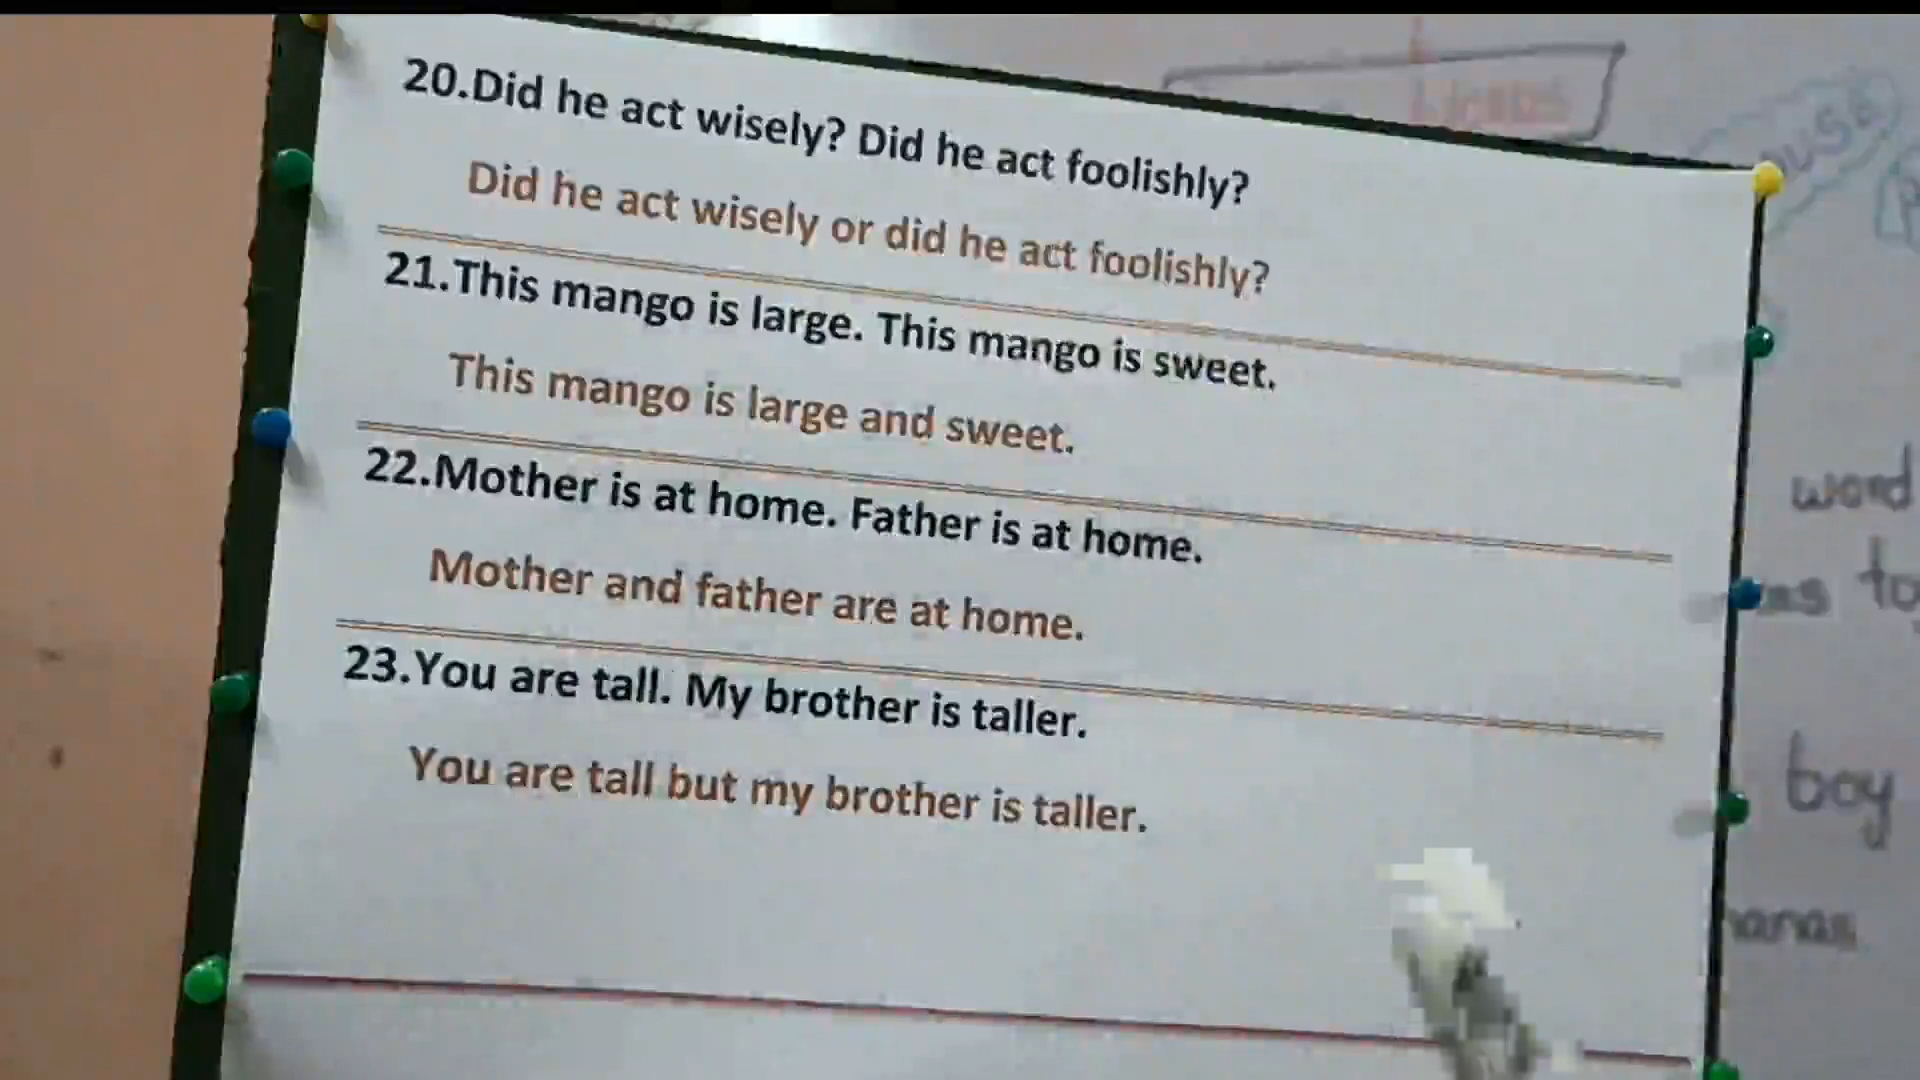 20.Did he act wisely? Did he act foolishly?
Did he act wisely or did he act foolishly?
21.This mango is large. This mango is sweet.
This mango is large and sweet.
22.Mother is at home. Father is at home.
Mother and father are at home.
23.You are tall. My brother is taller.
You are tall but my brother is taller.
word
to
boy